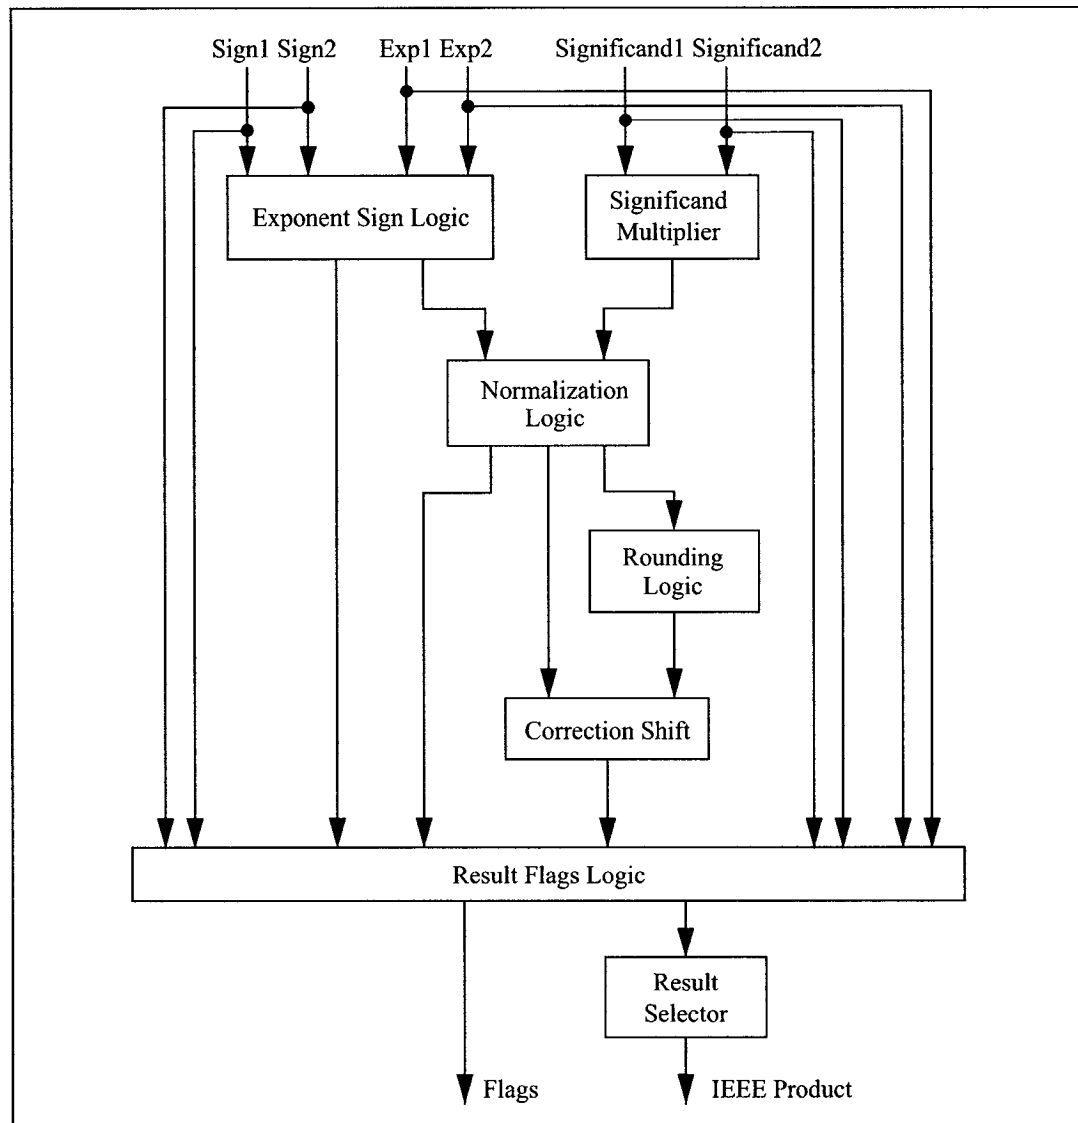 Sign1 Sign2
Exp1 Exp2
Significand1 Significand2
Exponent Sign Logic
Significand
Multiplier
Normalization
Logic
Rounding
Logic
Correction Shift
Result Flags Logic
Result
Selector
Flags
IEEE Product